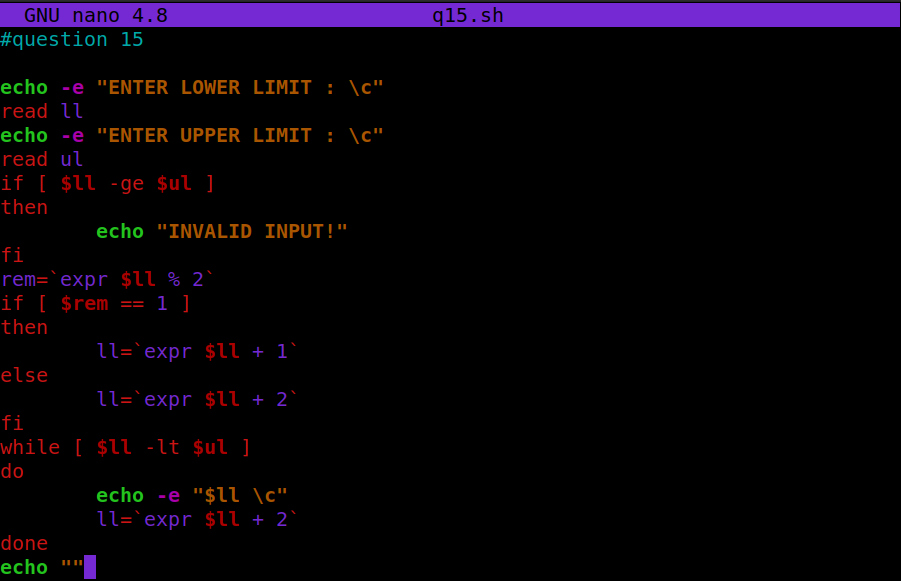 GNU nano 4.8 q15.sh
#question 15
echo -e "ENTER LOWER LIMIT : \c"
read ll
echo -e "ENTER UPPER LIMIT : \c"
read ul
if [ $ll -ge $ul ]
then
echo "INVALID INPUT!"
fi
rem=`expr $ll % 2`
if [ $rem == 1 ]
then
ll=`expr $ll + 1`
else
ll=`expr $ll + 2`
fi
while [ $ll -lt $ul ]
do
echo -e "$ll \c"
ll=`expr $ll + 2`
done
echo ""